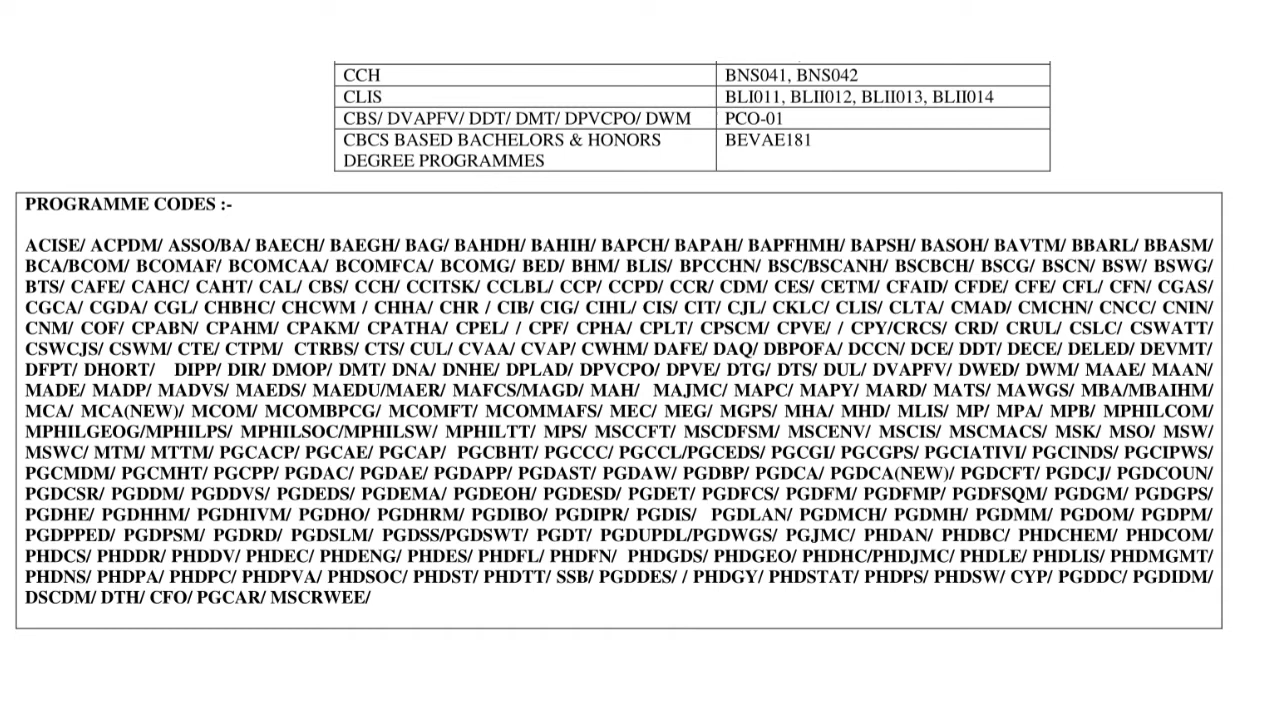 CCH BNS041, BNS042
CLIS BLI011, BLII012, BLII013, BLII014
CBS/ DVAPFV/ DDT/ DMT/ DPVCPO/ DWM PCO-01
CBCS BASED BACHELORS & HONORS BEVAE181
DEGREE PROGRAMMES
PROGRAMME CODES :-
ACISE/ ACPDM/ ASSO/BA/ BAECH/ BAEGH/ BAG/ BAHDH/ BAHIH/ BAPCH/ BAPAH/ BAPFHMH/ BAPSH/ BASOH/ BAVTM/ BBARL/ BBASM/
BCA/BCOM/ BCOMAF/ BCOMCAA/ BCOMFCA/ BCOMG/ BED/ BHM/ BLIS/ BPCCHN/ BSC/BSCANH/ BSCBCH/ BSCG/ BSCN/ BSW/ BSWG/
BTS/ CAFE/ CAHC/ CAHT/ CAL/ CBS/ CCH/ CCITSK/ CCLBL/ CCP/ CCPD/ CCR/ CDM/ CES/ CETM/ CFAID/ CFDE/ CFE/ CFL/ CFN/ CGAS/
CGCA/ CGDA/ CGL/ CHBHC/ CHCWM / CHHA/ CHR / CIB/ CIG/ CIHL/ CIS/ CIT/ CJL/ CKLC/ CLIS/ CLTA/ CMAD/ CMCHN/ CNCC/ CNIN/
CNM/ COF/ CPABN/ CPAHM/ CPAKM/ CPATHA/ CPEL/ / CPF/ CPHA/ CPLT/ CPSCM/ CPVE/ / CPY/CRCS/ CRD/ CRUL/ CSLC/ CSWATT/
CSWCJS/ CSWM/ CTE/ CTPM/ CTRBS/ CTS/ CUL/ CVAA/ CVAP/ CWHM/ DAFE/ DAQ/ DBPOFA/ DCCN/ DCE/ DDT/ DECE/ DELED/ DEVMT/
DFPT/ DHORT/ DIPP/ DIR/ DMOP/ DMT/ DNA/ DNHE/ DPLAD/ DPVCPO/ DPVE/ DTG/ DTS/ DUL/ DVAPFV/ DWED/ DWM/ MAAE/ MAAN/
MADE/ MADP/ MADVS/ MAEDS/ MAEDU/MAER/ MAFCS/MAGD/ MAH/ MAJMC/ MAPC/ MAPY/ MARD/ MATS/ MAWGS/ MBA/MBAIHM/
MCA/ MCA(NEW)/ MCOM/ MCOMBPCG/ MCOMFT/ MCOMMAFS/ MEC/ MEG/ MGPS/ MHA/ MHD/ MLIS/ MP/ MPA/ MPB/ MPHILCOM/
MPHILGEOG/MPHILPS/ MPHILSOC/MPHILSW/ MPHILTT/ MPS/ MSCCFT/ MSCDFSM/ MSCENV/ MSCIS/ MSCMACS/ MSK/ MSO/ MSW/
MSWC/ MTM/ MTTM/ PGCACP/ PGCAE/ PGCAP/ PGCBHT/ PGCCC/ PGCCL/PGCEDS/ PGCGI/ PGCGPS/ PGCIATIVI/ PGCINDS/ PGCIPWS/
PGCMDM/ PGCMHT/ PGCPP/ PGDAC/ PGDAE/ PGDAPP/ PGDAST/ PGDAW/ PGDBP/ PGDCA/ PGDCA(NEW)/ PGDCFT/ PGDCJ/ PGDCOUN/
PGDCSR/ PGDDM/ PGDDVS/ PGDEDS/ PGDEMA/ PGDEOH/ PGDESD/ PGDET/ PGDFCS/ PGDFM/ PGDFMP/ PGDFSQM/ PGDGM/ PGDGPS/
PGDHE/ PGDHHM/ PGDHIVM/ PGDHO/ PGDHRM/ PGDIBO/ PGDIPR/ PGDIS/ PGDLAN/ PGDMCH/ PGDMH/ PGDMM/ PGDOM/ PGDPM/
PGDPPED/ PGDPSM/ PGDRD/ PGDSLM/ PGDSS/PGDSWT/ PGDT/ PGDUPDL/PGDWGS/ PGJMC/ PHDAN/ PHDBC/ PHDCHEM/ PHDCOM/
PHDCS/ PHDDR/ PHDDV/ PHDEC/ PHDENG/ PHDES/ PHDFL/ PHDFN/ PHDGDS/ PHDGEO/ PHDHC/PHDJMC/ PHDLE/ PHDLIS/ PHDMGMT/
PHDNS/ PHDPA/ PHDPC/ PHDPVA/ PHDSOC/ PHDST/ PHDTT/ SSB/ PGDDES/ / PHDGY/ PHDSTAT/ PHDPS/ PHDSW/ CYP/ PGDDC/ PGDIDM/
DSCDM/ DTH/ CFO/ PGCAR/ MSCRWEE/